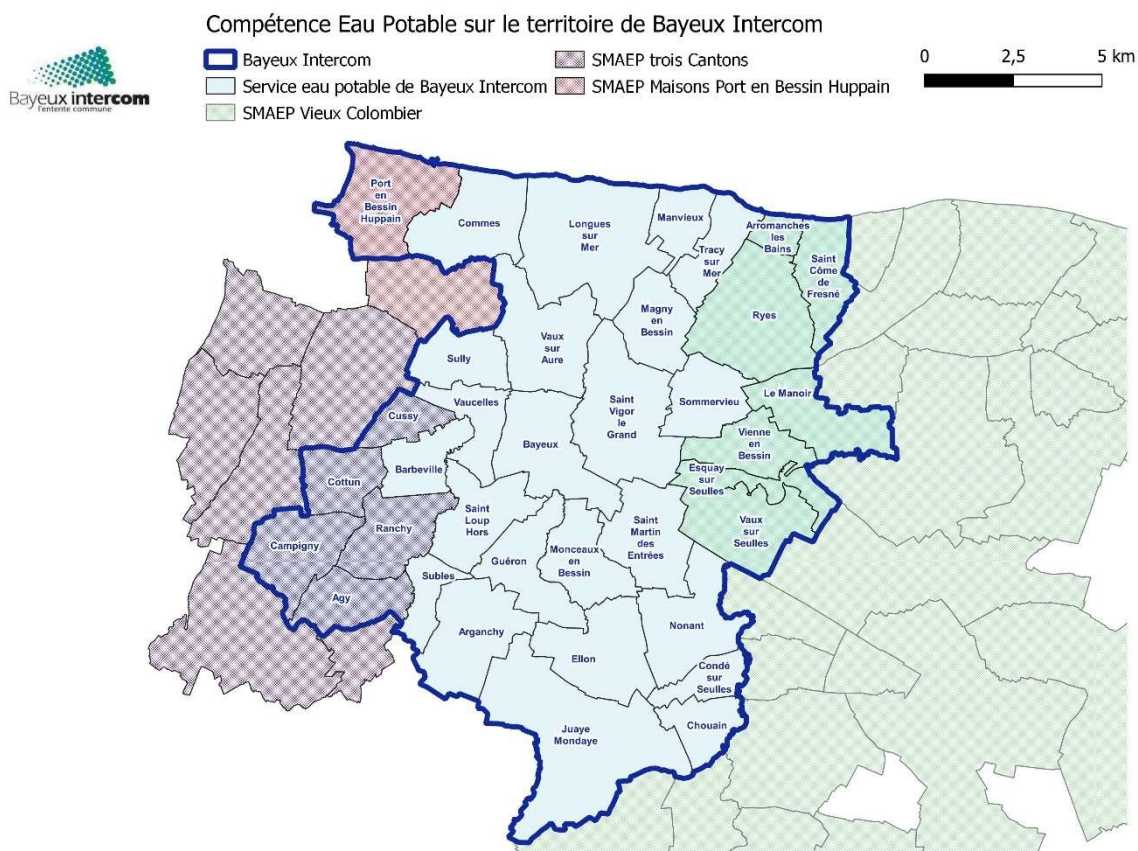 Compétence Eau Potable sur le territoire de Bayeux Intercom
Bayeux intercom
l'entente commune
Bayeux Intercom
Service eau potable de Bayeux Intercom
SMAEP Vieux Colombier
SMAEP trois Cantons
SMAEP Maisons Port en Bessin Huppain
0 2,5 5 km
Port
en
Bessin
Huppain
Commes
Longues
sur
Mer
Manvieux
Tracy
sur
Mer
Arromanches
les
Bains
Saint
Côme
de
Fresné
Ryes
Magny
en
Bessin
Vaux
sur
Aure
Sully
Vaucelles
Cussy
Saint
Vigor
le
Grand
Sommervieu
Le Manoir
Vienne
en
Bessin
Bayeux
Barbeville
Cottun
Esquay
sur
Seulles
Vaux
sur
Seulles
Saint
Loup
Hors
Ranchy
Campigny
Guéron
Monceaux
en
Bessin
Saint
Martin
des
Entrées
Subles
Agy
Arganchy
Ellon
Nonant
Condé
sur
Seulles
Chouain
Juaye
Mondaye